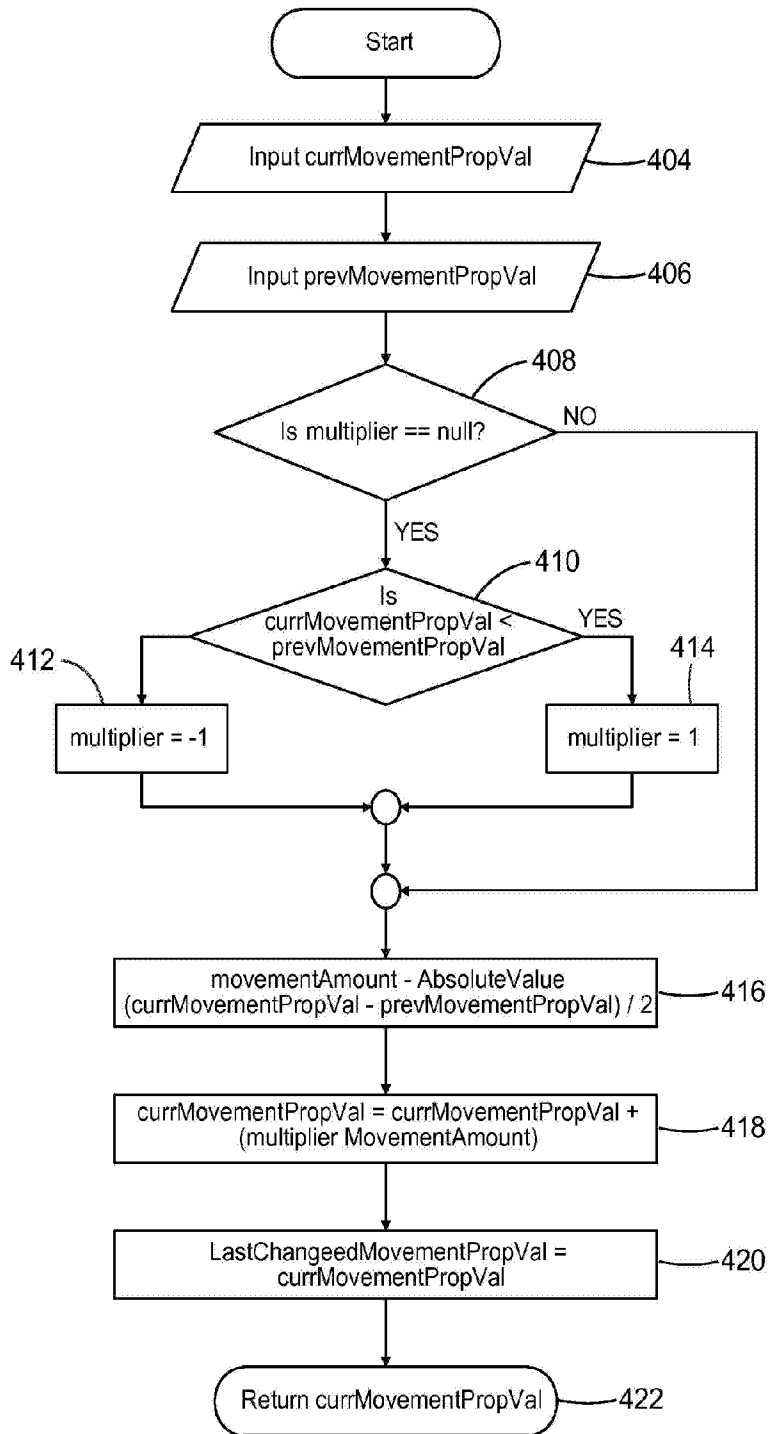 Start
Input currMovementPropVal
404
Input prevMovementPropVal
406
408
Is multiplier == null?
NO
YES
410
Is
currMovementPropVal <
prevMovementPropVal
YES
412
414
multiplier = -1
multiplier = 1
movementAmount - AbsoluteValue
(currMovementPropVal - prevMovementPropVal) / 2
416
currMovementPropVal = currMovementPropVal +
(multiplier MovementAmount)
418
LastChangeedMovementPropVal =
currMovementPropVal
420
Return currMovementPropVal
422